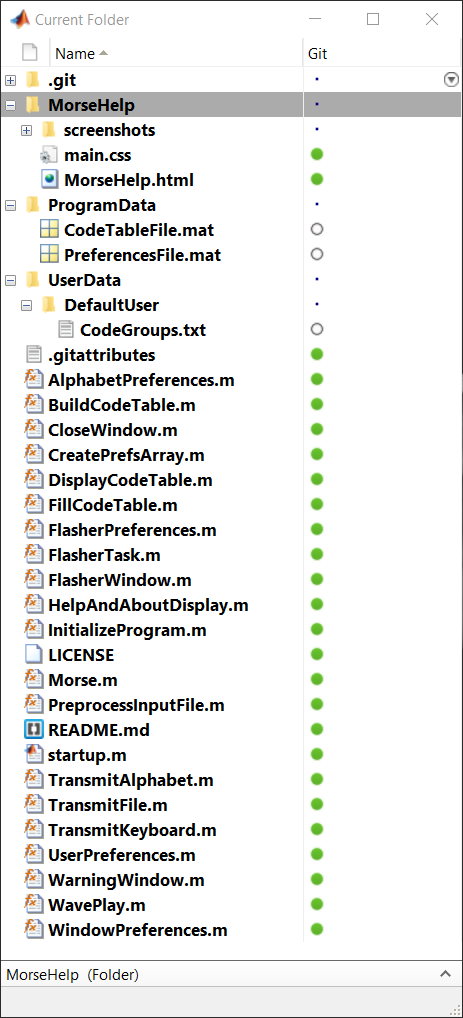 Current Folder
Name Git
.git
MorseHelp
screenshots
main.css
MorseHelp.html
ProgramData
CodeTableFile.mat
PreferencesFile.mat
UserData
DefaultUser
CodeGroups.txt
.gitattributes
AlphabetPreferences.m
BuildCodeTable.m
CloseWindow.m
CreatePrefsArray.m
DisplayCodeTable.m
FillCodeTable.m
FlasherPreferences.m
FlasherTask.m
FlasherWindow.m
HelpAndAboutDisplay.m
InitializeProgram.m
LICENSE
Morse.m
PreprocessInputFile.m
README.md
startup.m
TransmitAlphabet.m
TransmitFile.m
TransmitKeyboard.m
UserPreferences.m
WarningWindow.m
WavePlay.m
WindowPreferences.m
MorseHelp (Folder)